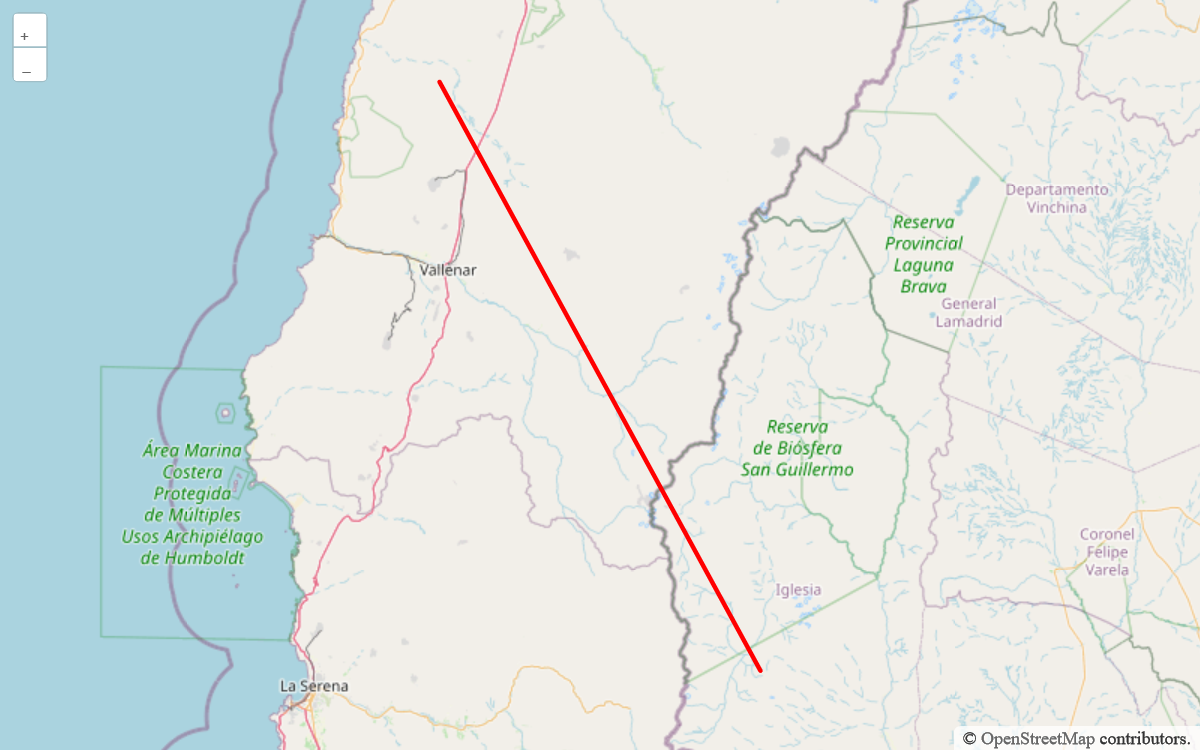 +
–
Departamento
Vinchina
Reserva
Provincial
Laguna
Brava
Vallenar
General
Lamadrid
Reserva
de Biósfera
San Guillermo
Área Marina
Costera
Protegida
de Múltiples
Usos Archipiélago
de Humboldt
Coronel
Felipe
Varela
Iglesia
La Serena
© OpenStreetMap contributors.